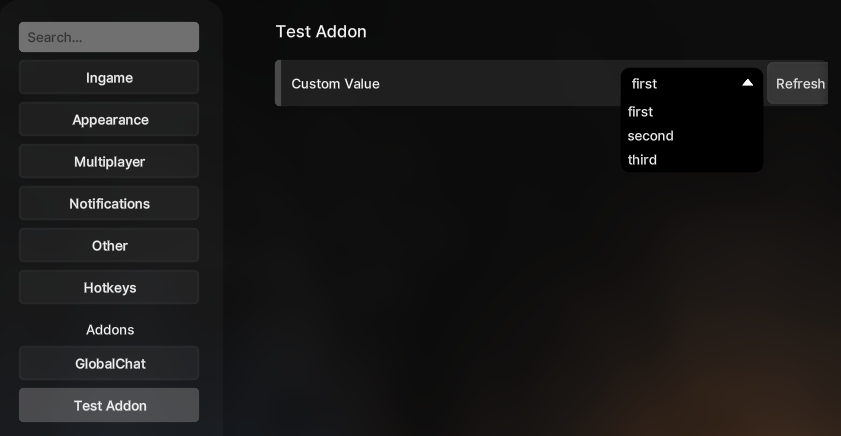 Search...
Ingame
Appearance
Multiplayer
Notifications
Other
Hotkeys
Addons
GlobalChat
Test Addon
Test Addon
Custom Value
first
Refresh
first
second
third